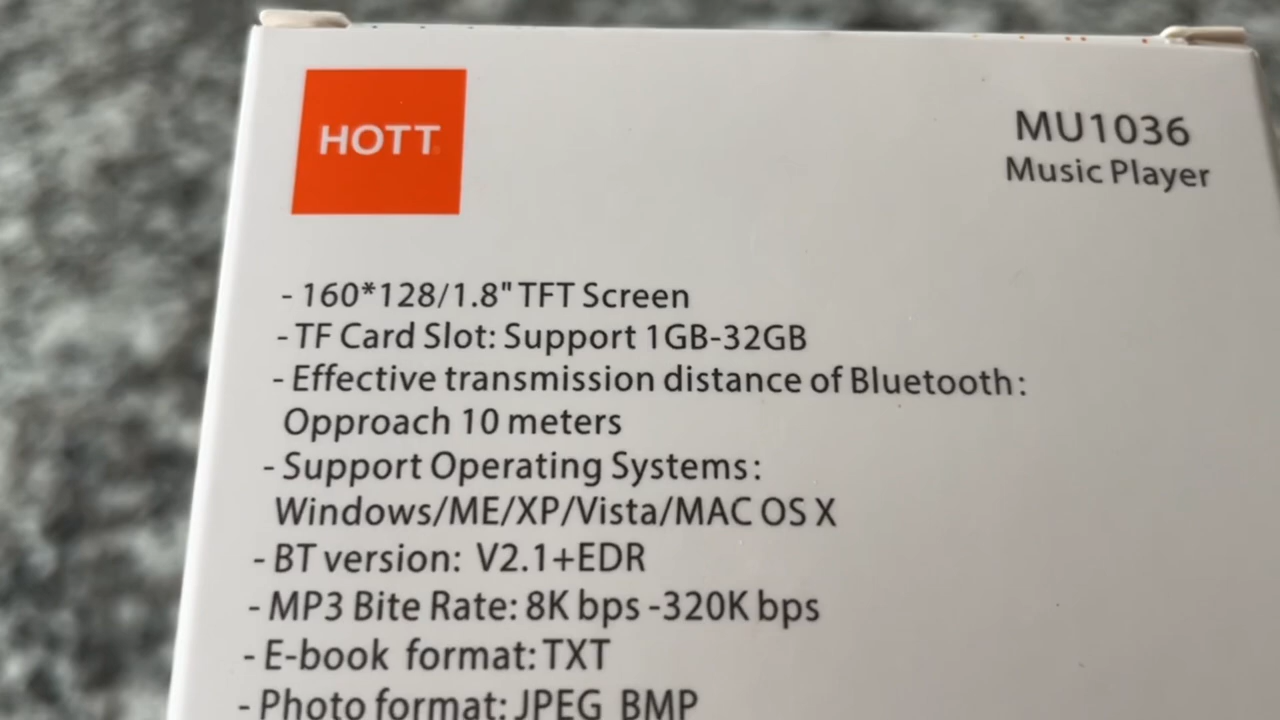 HOTT
MU1036
Music Player
- 160*128/1.8" TFT Screen
- TF Card Slot: Support 1GB-32GB
- Effective transmission distance of Bluetooth:
Opproach 10 meters
- Support Operating Systems:
Windows/ME/XP/Vista/MAC OS X
- BT version: V2.1+EDR
- MP3 Bite Rate: 8K bps -320K bps
- E-book format: TXT
- Photo format: JPEG BMP